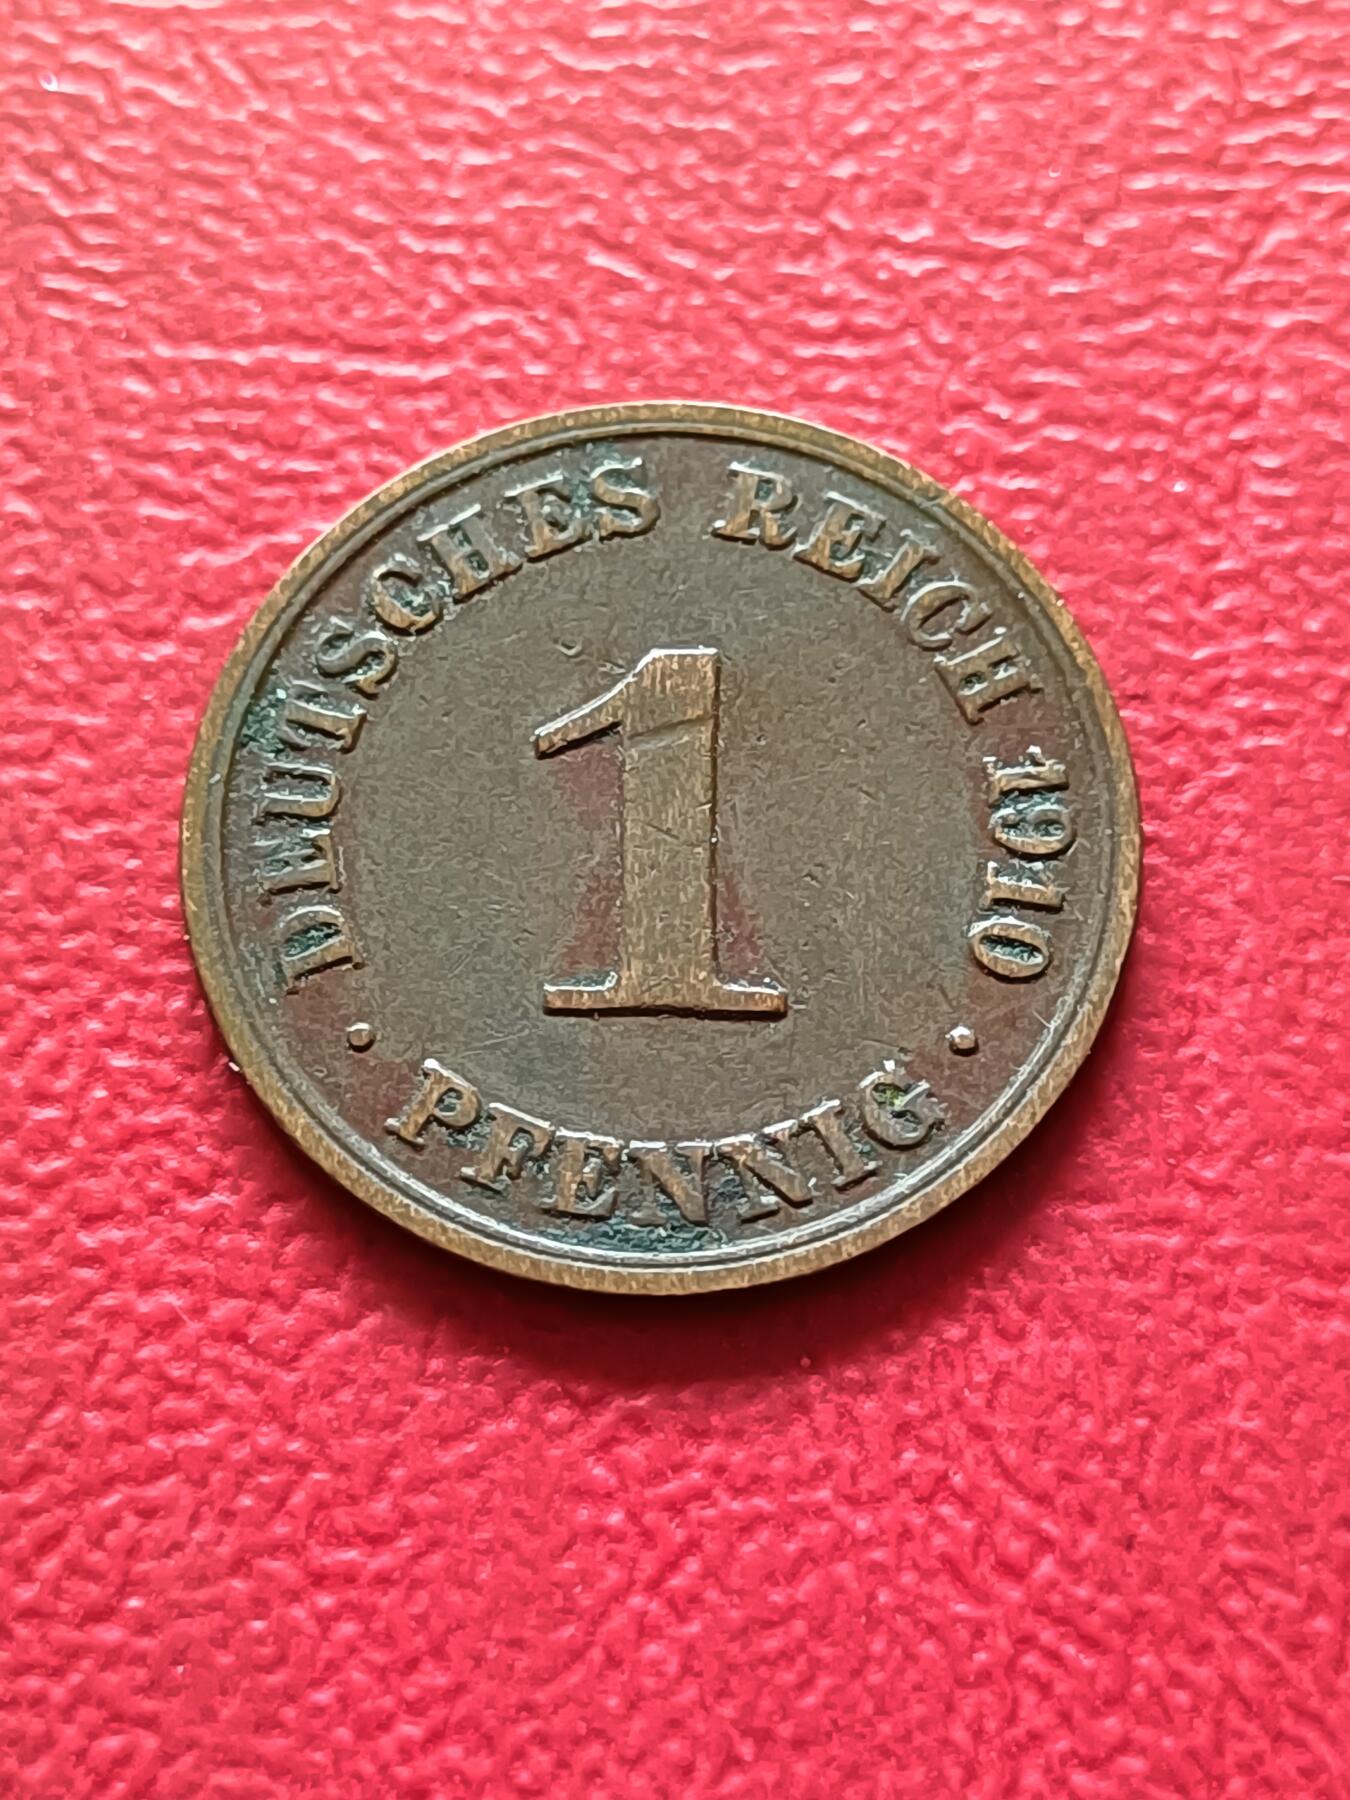 DEUTSCHES REICH 1910
1
• PFENNIG •